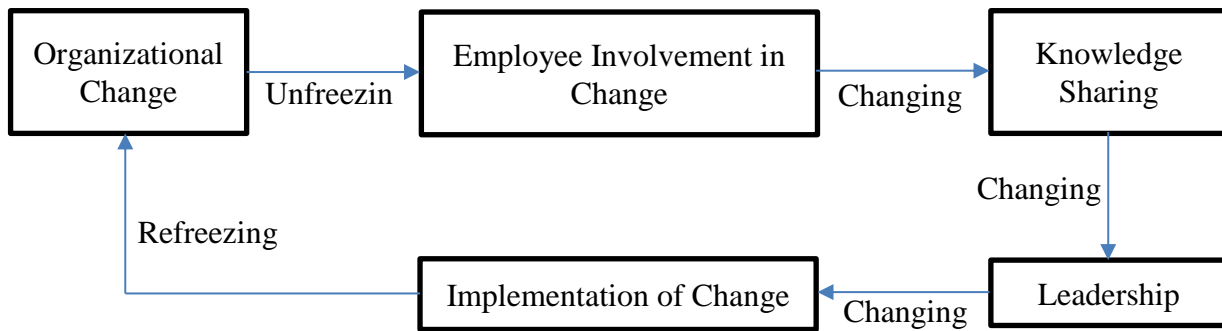 Organizational
Change
Unfreezin
Employee Involvement in
Change
Changing
Knowledge
Sharing
Changing
Leadership
Changing
Implementation of Change
Refreezing